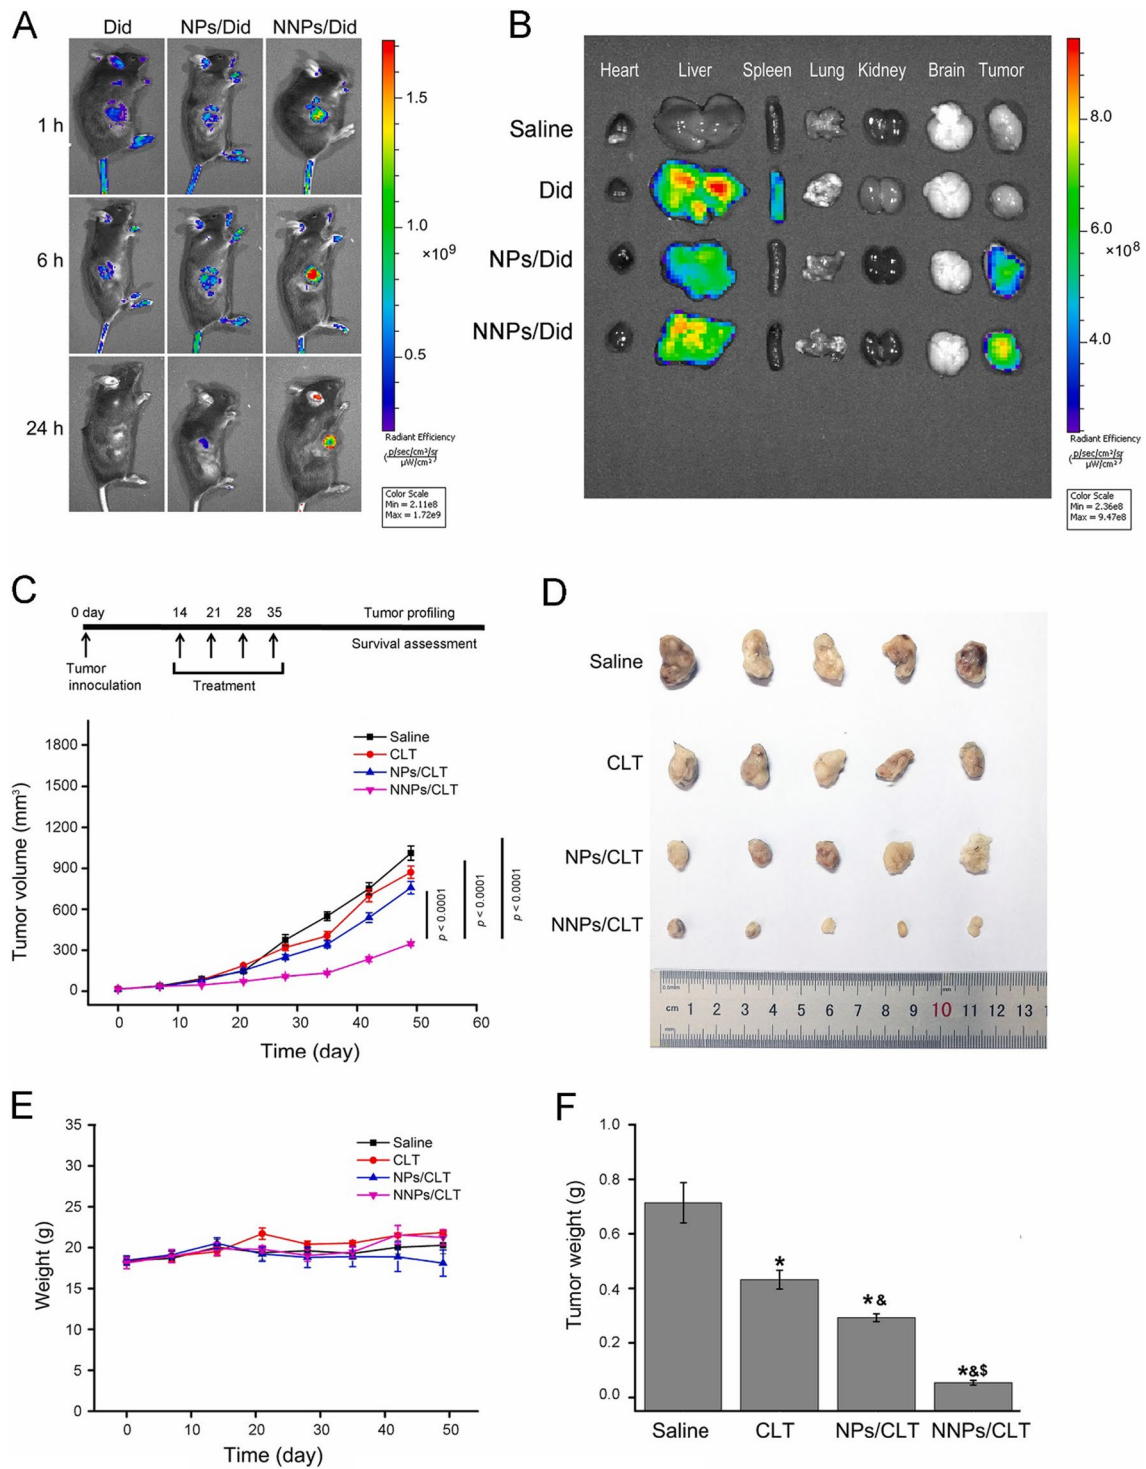 A
Did NPs/Did NNPs/Did
1 h
6 h
24 h
1.5
1.0
×10⁹
0.5
Radiant Efficiency
(p/sec/cm²/sr
μW/cm²)
Color Scale
Min = 2.11e8
Max = 1.72e9
B
Heart Liver Spleen Lung Kidney Brain Tumor
Saline
Did
NPs/Did
NNPs/Did
8.0
6.0
×10⁸
4.0
Radiant Efficiency
(p/sec/cm²/sr
μW/cm²)
Color Scale
Min = 2.36e8
Max = 9.47e8
C
0 day 14 21 28 35 Tumor profiling
Survival assessment
Tumor
innoculation
Treatment
Tumor volume (mm³)
1800
1500
1200
900
600
300
0
Saline
CLT
NPs/CLT
NNPs/CLT
p < 0.0001
p < 0.0001
p < 0.0001
0 10 20 30 40 50 60
Time (day)
D
Saline
CLT
NPs/CLT
NNPs/CLT
0.5mm
mm
cm 1 2 3 4 5 6 7 8 9 10 11 12 13
mm
E
Weight (g)
35
30
25
20
15
10
5
0
Saline
CLT
NPs/CLT
NNPs/CLT
0 10 20 30 40 50
Time (day)
F
Tumor weight (g)
1.0
0.8
0.6
0.4
0.2
0.0
*
*&
*&$
Saline CLT NPs/CLT NNPs/CLT